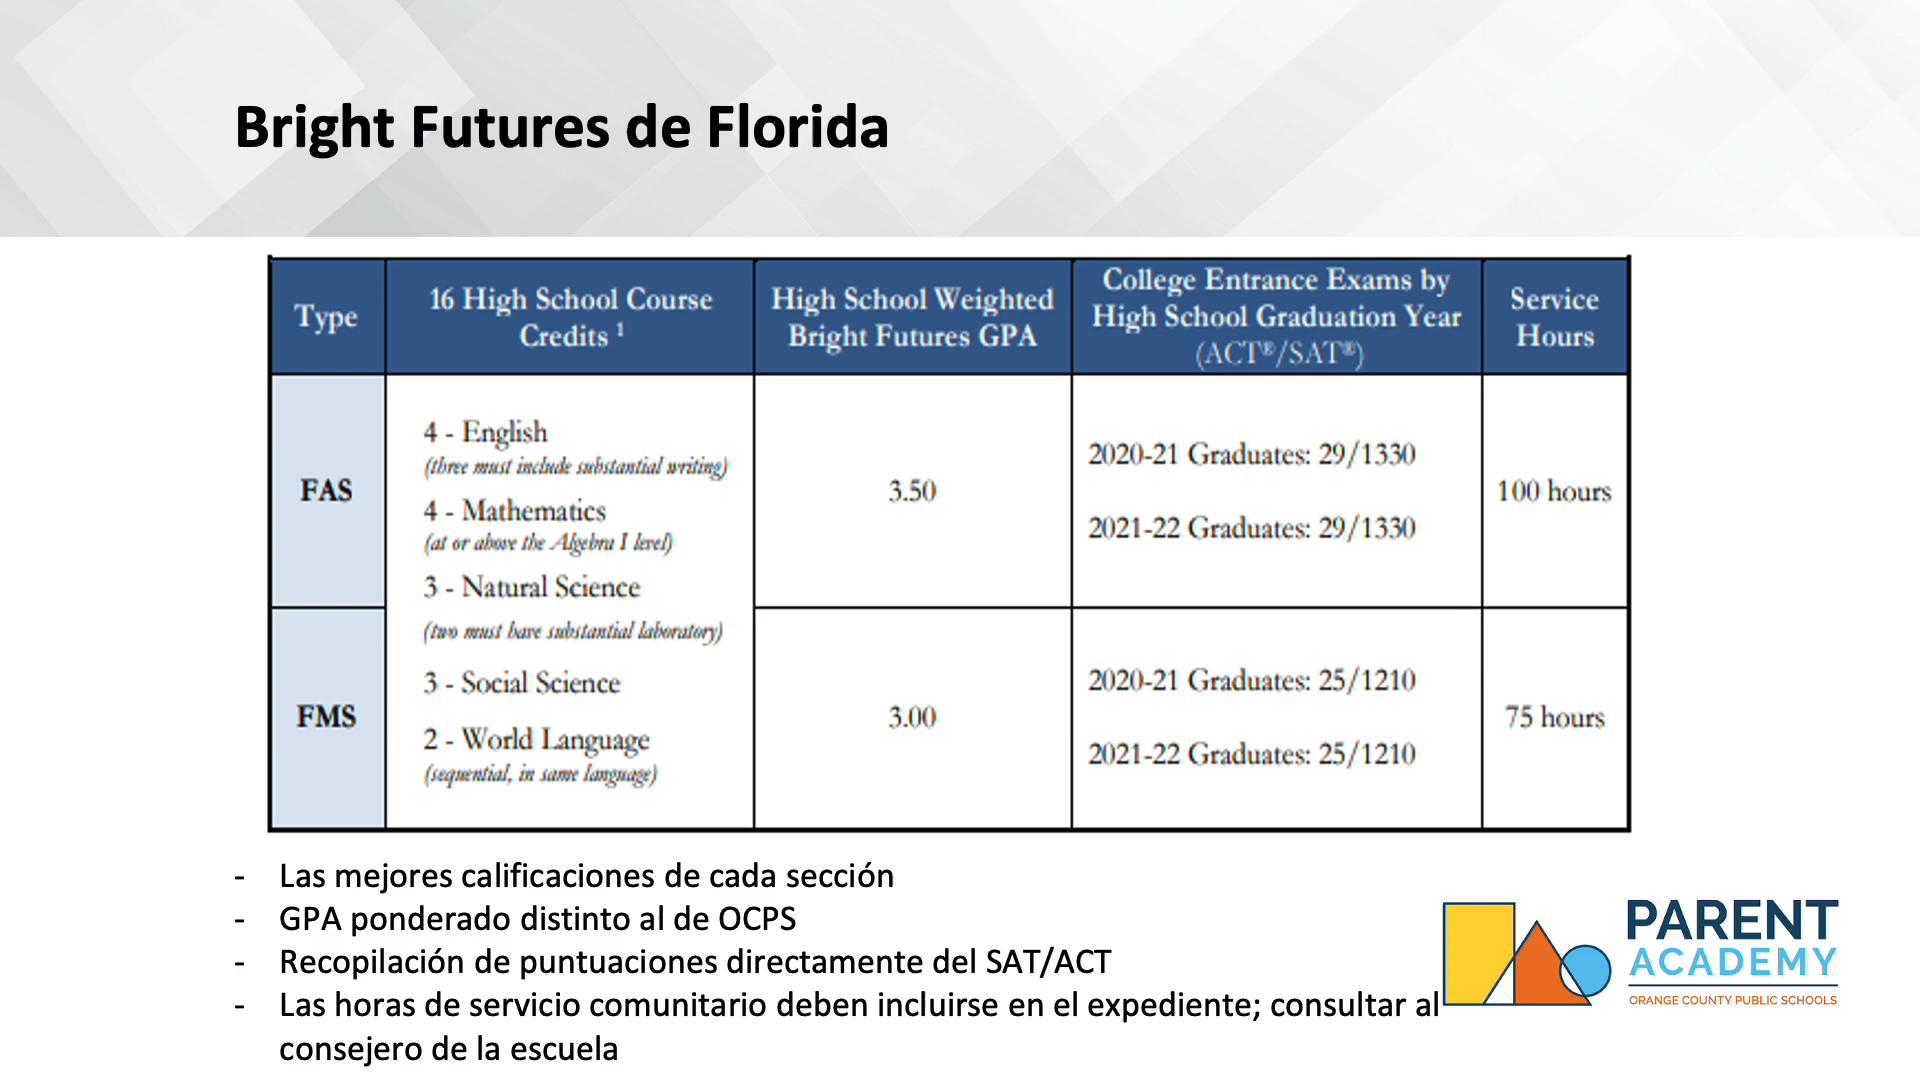 Bright Futures de Florida
Type
16 High School Course
Credits ¹
High School Weighted
Bright Futures GPA
College Entrance Exams by
High School Graduation Year
(ACT®/SAT®)
Service
Hours
FAS
4 - English
(three must include substantial writing)
4 - Mathematics
(at or above the Algebra I level)
3 - Natural Science
(two must have substantial laboratory)
3 - Social Science
2 - World Language
(sequential, in same language)
3.50
2020-21 Graduates: 29/1330
2021-22 Graduates: 29/1330
100 hours
FMS
3.00
2020-21 Graduates: 25/1210
2021-22 Graduates: 25/1210
75 hours
- Las mejores calificaciones de cada sección
- GPA ponderado distinto al de OCPS
- Recopilación de puntuaciones directamente del SAT/ACT
- Las horas de servicio comunitario deben incluirse en el expediente; consultar al
consejero de la escuela
PARENT
ACADEMY
ORANGE COUNTY PUBLIC SCHOOLS